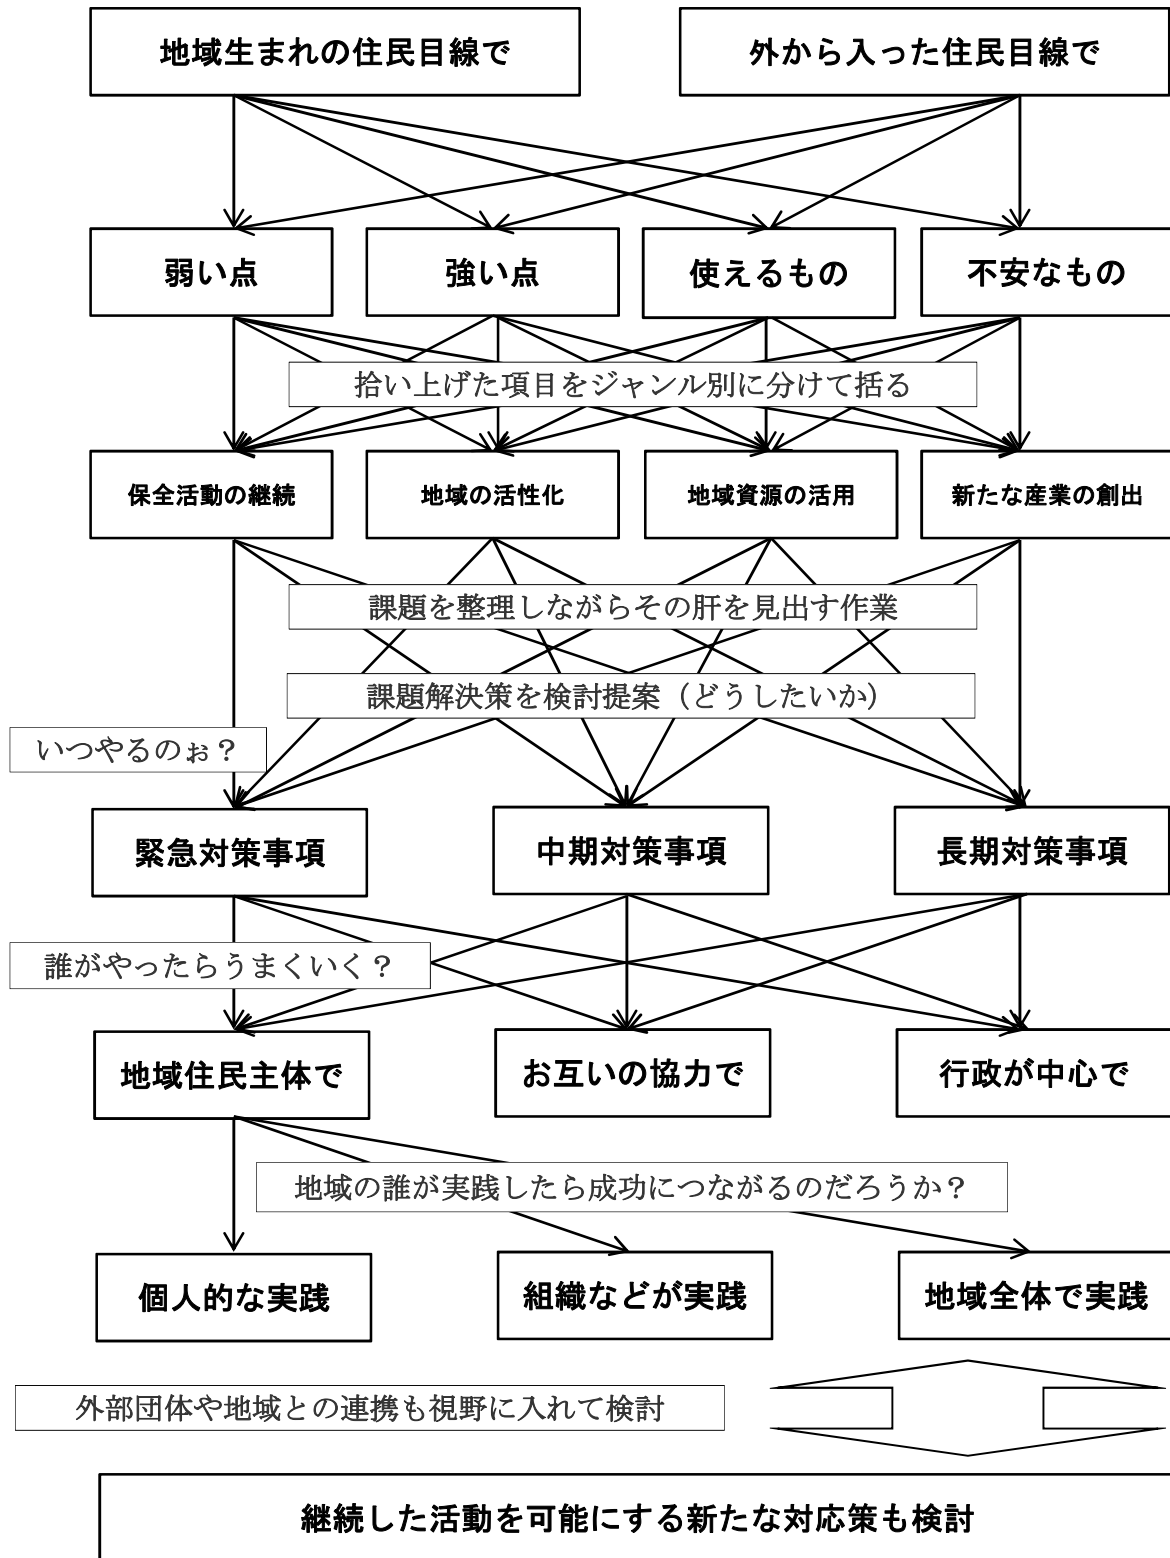 地域生まれの住民目線で
外から入った住民目線で
弱い点
強い点
使えるもの
不安なもの
拾い上げた項目をジャンル別に分けて括る
保全活動の継続
地域の活性化
地域資源の活用
新たな産業の創出
課題を整理しながらその肝を見出す作業
課題解決策を検討提案（どうしたいか）
いつやるのぉ？
緊急対策事項
中期対策事項
長期対策事項
誰がやったらうまくいく？
地域住民主体で
お互いの協力で
行政が中心で
地域の誰が実践したら成功につながるのだろうか？
個人的な実践
組織などが実践
地域全体で実践
外部団体や地域との連携も視野に入れて検討
継続した活動を可能にする新たな対応策も検討